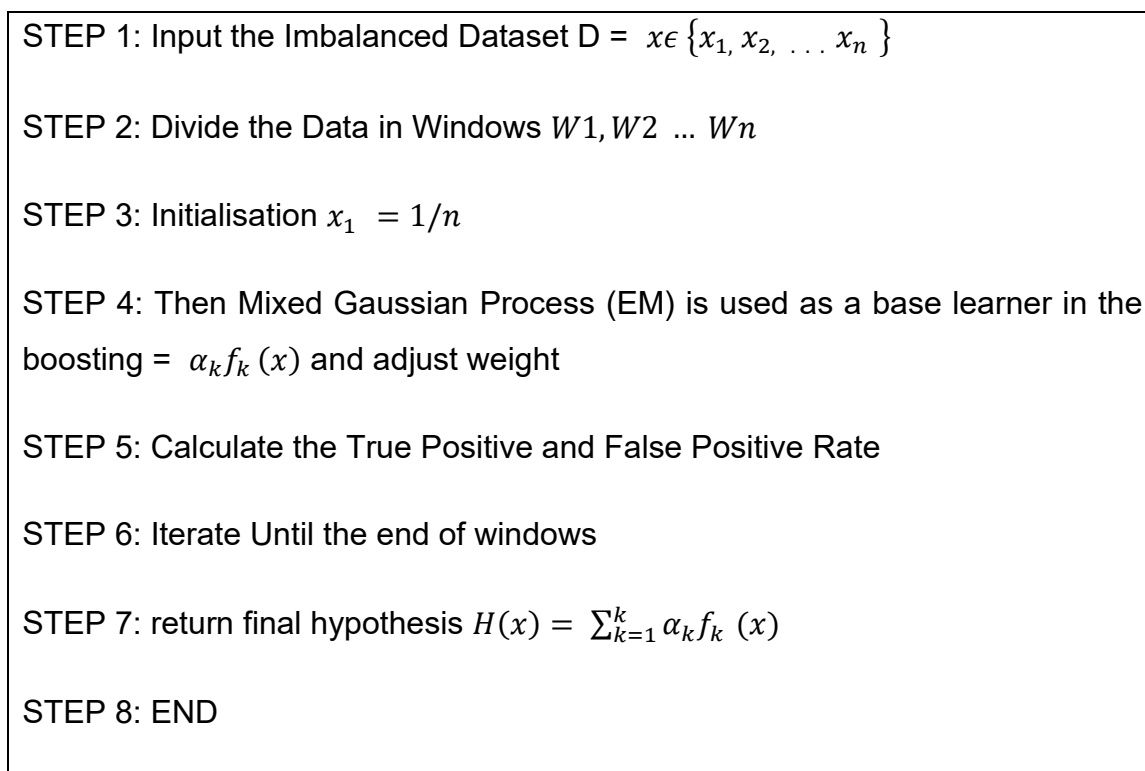 STEP 1: Input the Imbalanced Dataset D = xϵ {x₁, x₂, . . . xₙ }
STEP 2: Divide the Data in Windows W1, W2 … Wn
STEP 3: Initialisation x₁ = 1/n
STEP 4: Then Mixed Gaussian Process (EM) is used as a base learner in the
boosting = αₖfₖ (x) and adjust weight
STEP 5: Calculate the True Positive and False Positive Rate
STEP 6: Iterate Until the end of windows
STEP 7: return final hypothesis H(x) = ∑ₖ₌₁ᵏ αₖfₖ (x)
STEP 8: END